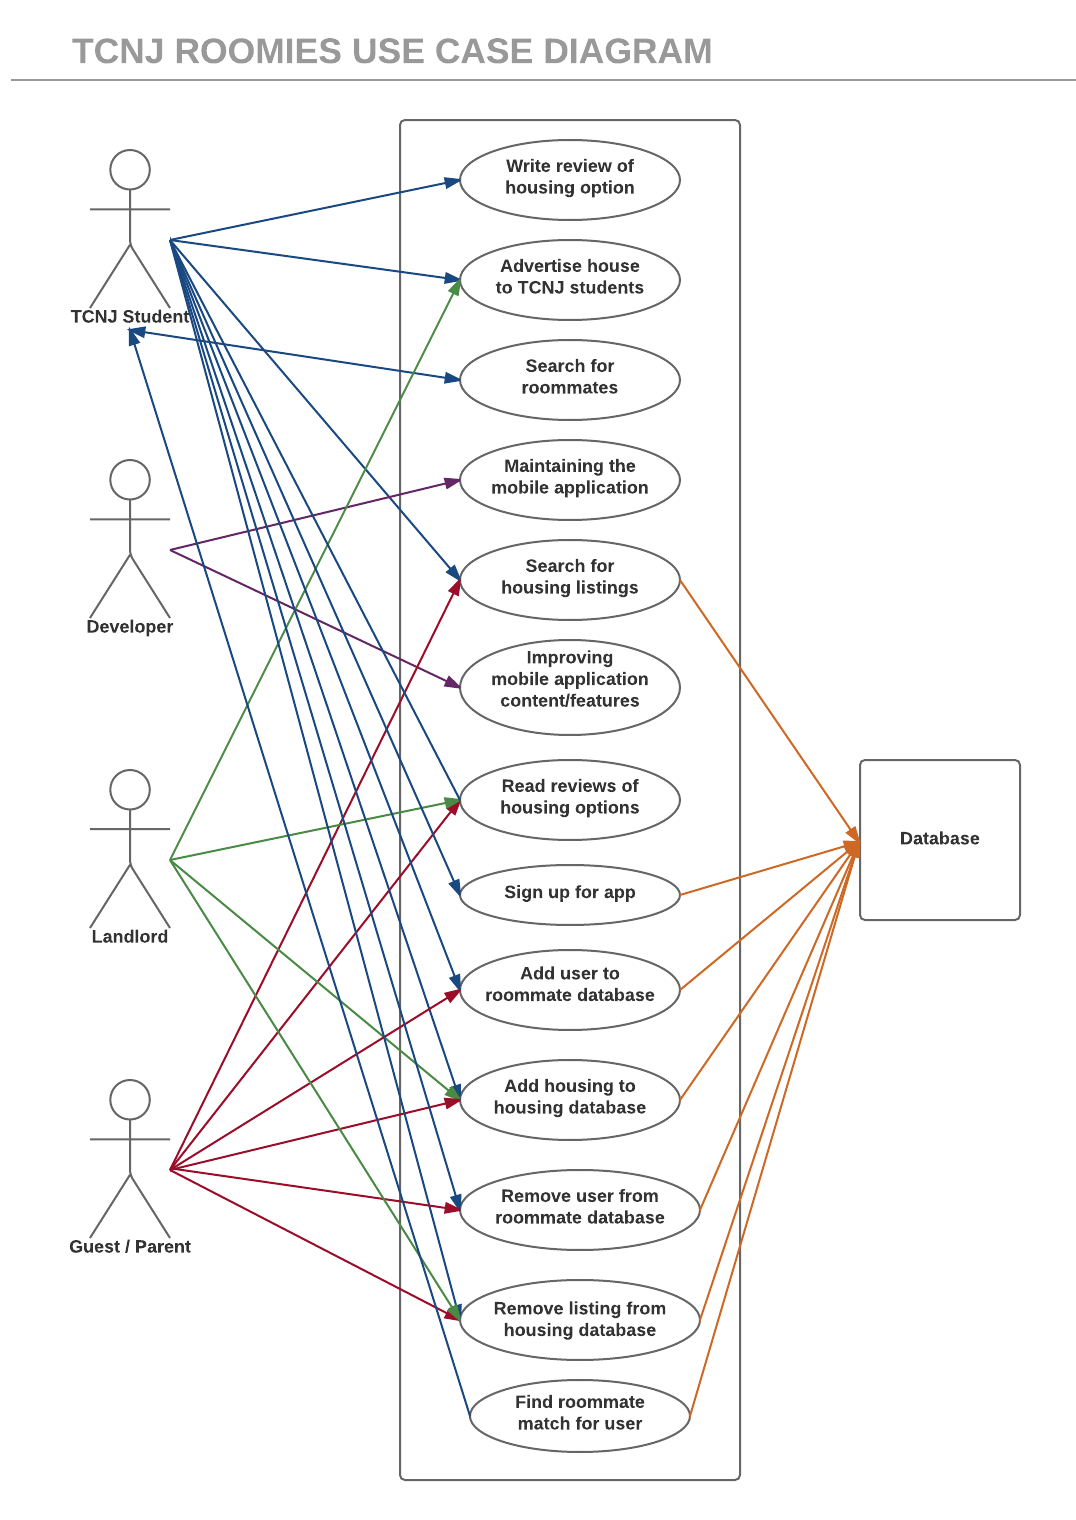 TCNJ ROOMIES USE CASE DIAGRAM
TCNJ Student
Developer
Landlord
Guest / Parent
Write review of
housing option
Advertise house
to TCNJ students
Search for
roommates
Maintaining the
mobile application
Search for
housing listings
Improving
mobile application
content/features
Read reviews of
housing options
Sign up for app
Add user to
roommate database
Add housing to
housing database
Remove user from
roommate database
Remove listing from
housing database
Find roommate
match for user
Database